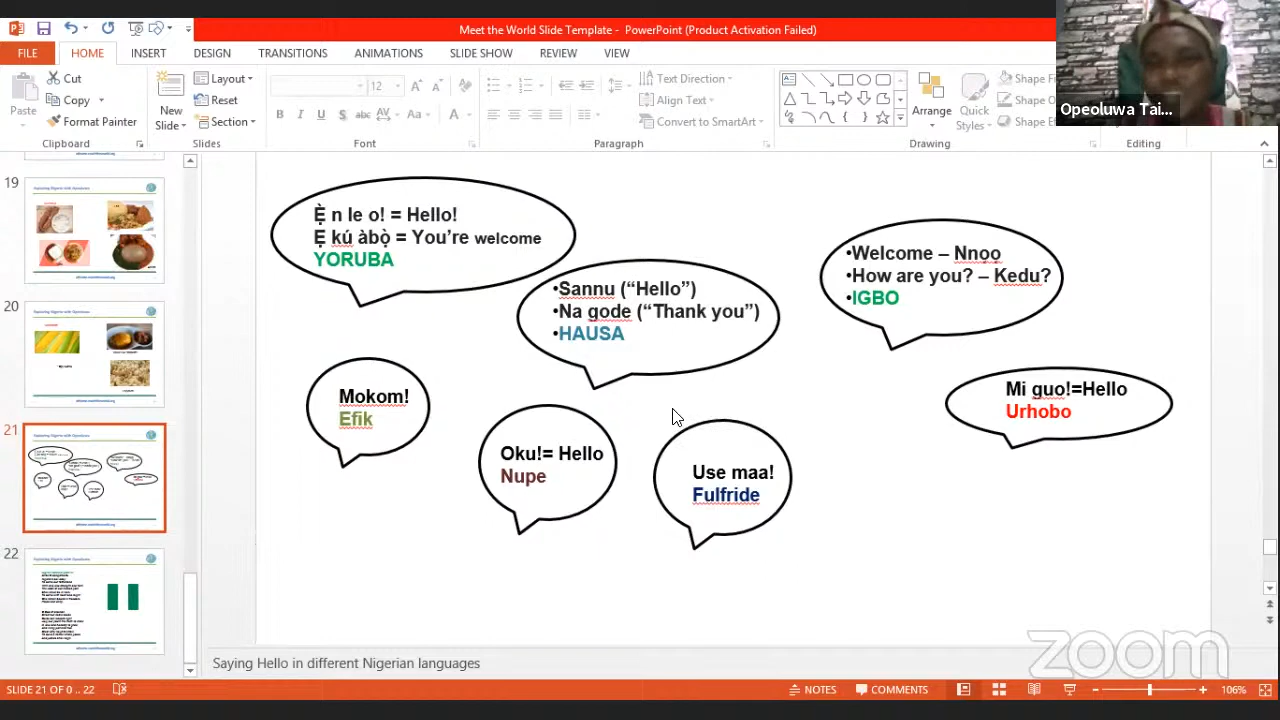 Meet the World Slide Template - PowerPoint (Product Activation Failed)
FILE
HOME
INSERT
DESIGN
TRANSITIONS
ANIMATIONS
SLIDE SHOW
REVIEW
VIEW
Paste
Cut
Copy
Format Painter
Clipboard
New
Slide
Layout
Reset
Section
Slides
Font
Text Direction
Align Text
Convert to SmartArt
Paragraph
Arrange
Quick
Styles
Shape
Shape
Shape
Drawing
Editing
Opeoluwa Tai...
19
20
21
22
Ẹ̀ n le o! = Hello!
Ẹ kú àbọ̀ = You’re welcome
YORUBA
•Sannu (“Hello”)
•Na gode (“Thank you”)
•HAUSA
•Welcome – Nnoo
•How are you? – Kedu?
•IGBO
Mokom!
Efik
Oku!= Hello
Nupe
Use maa!
Fulfride
Mi guo!=Hello
Urhobo
Saying Hello in different Nigerian languages
zoom
SLIDE 21 OF 0 .. 22
NOTES
COMMENTS
106%